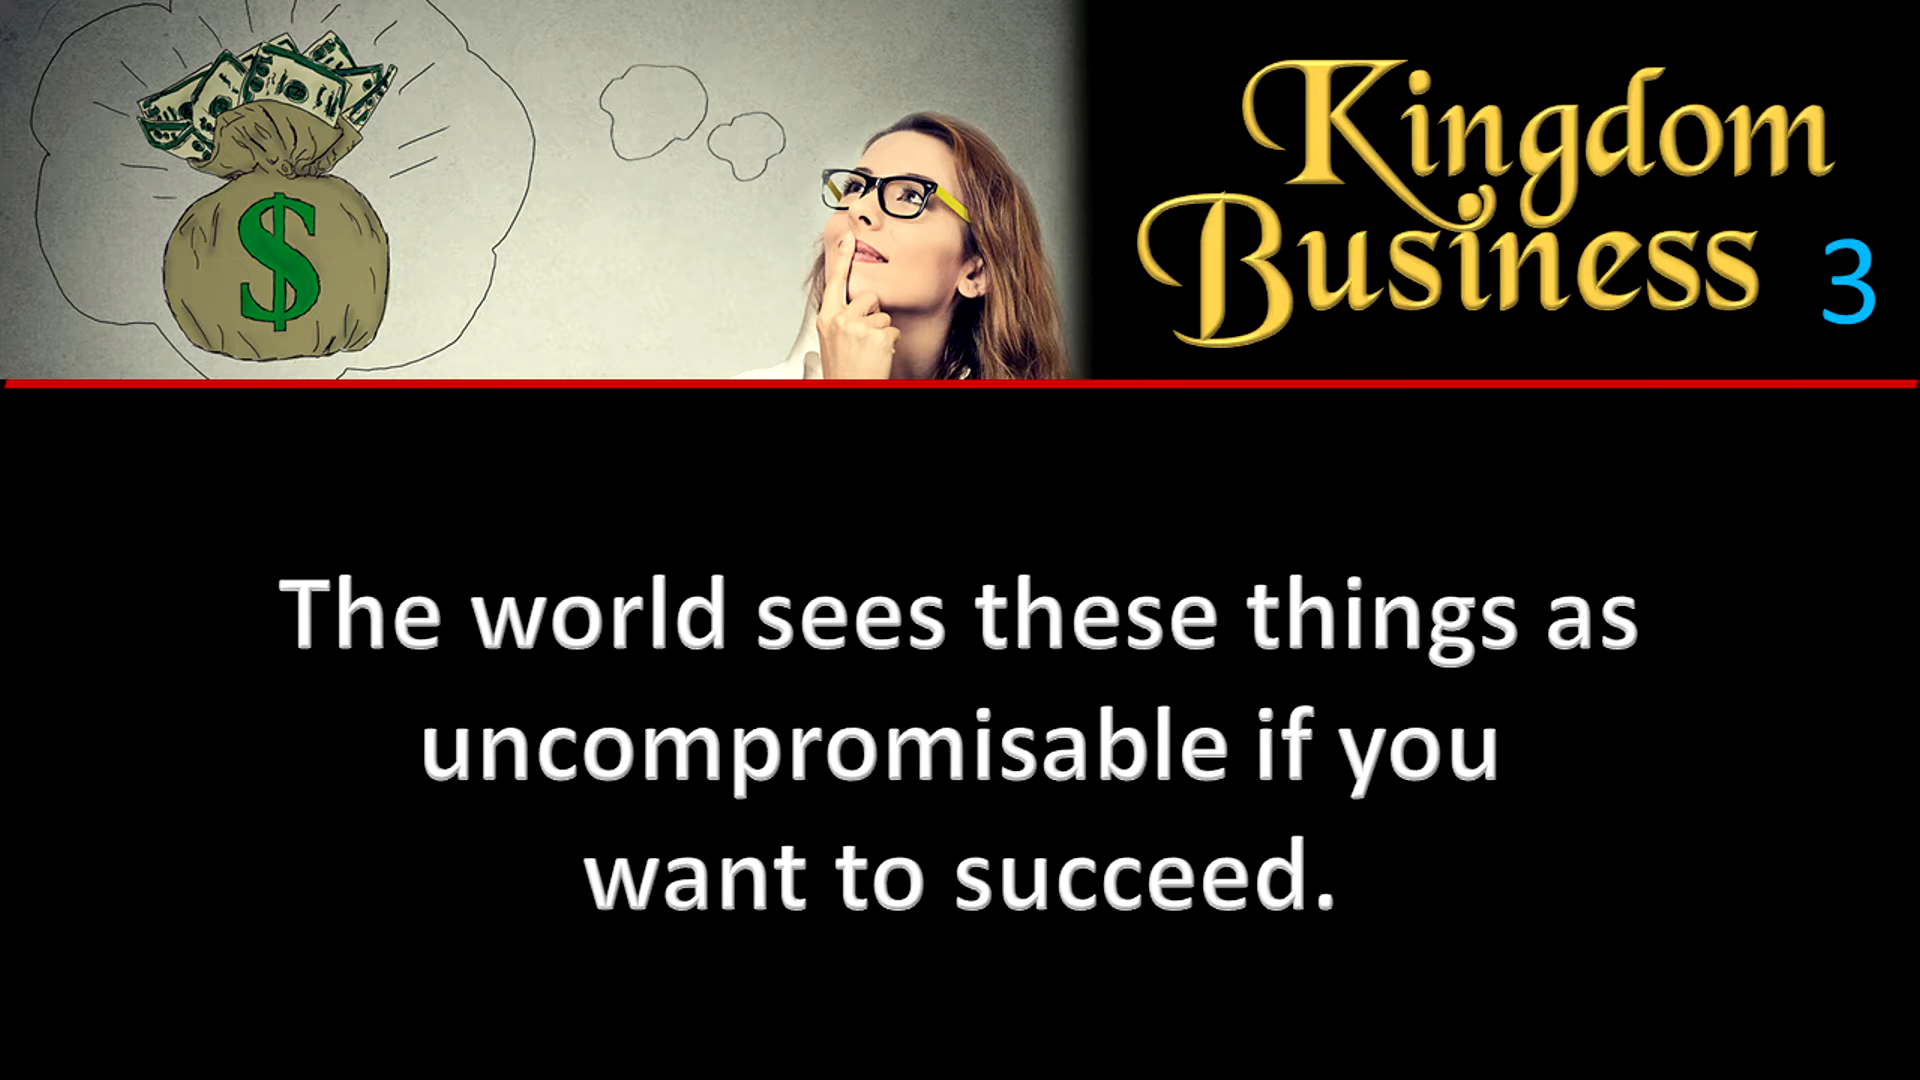 $
Kingdom
Business 3
The world sees these things as
uncompromisable if you
want to succeed.